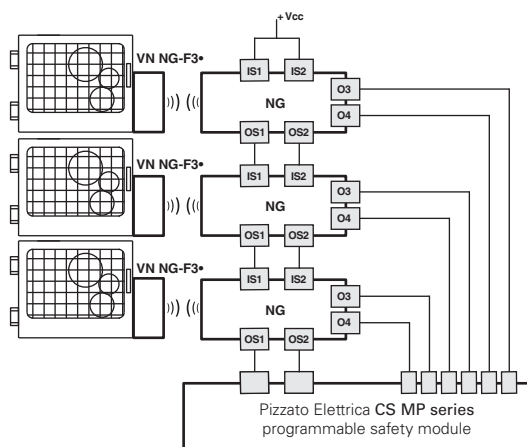 + Vcc
VN NG-F3•
IS1 IS2
NG
O3
O4
OS1 OS2
VN NG-F3•
IS1 IS2
NG
O3
O4
OS1 OS2
VN NG-F3•
IS1 IS2
NG
O3
O4
OS1 OS2
Pizzato Elettrica CS MP series
programmable safety module